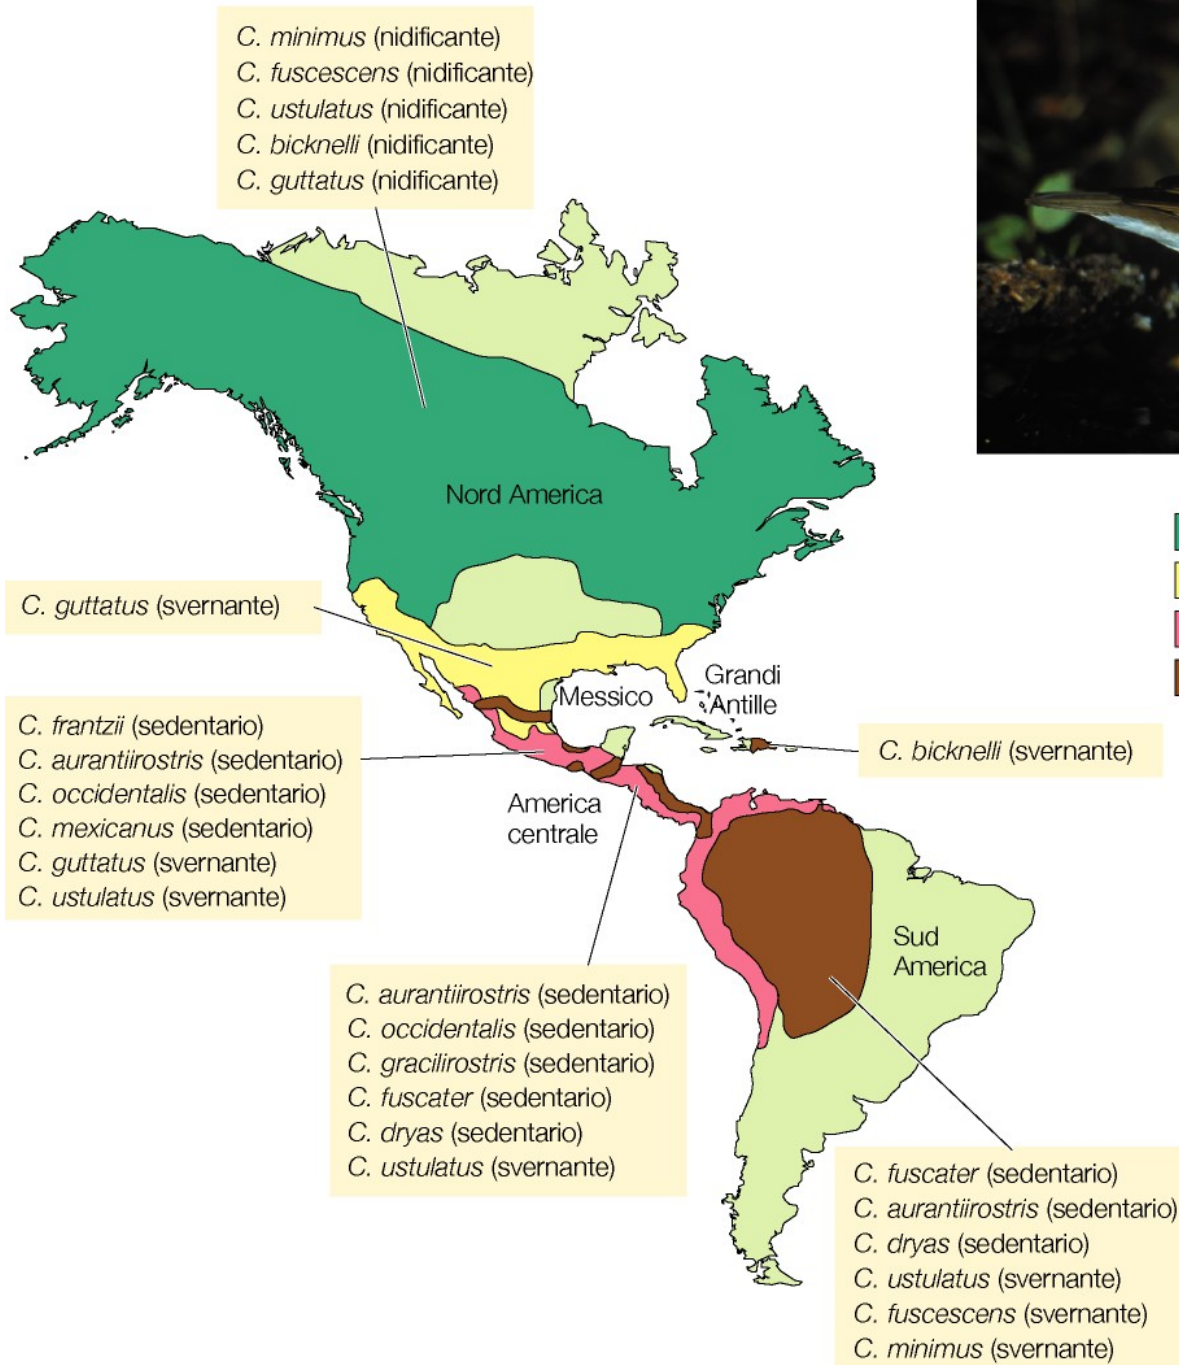 C. minimus (nidificante)
C. fuscescens (nidificante)
C. ustulatus (nidificante)
C. bicknelli (nidificante)
C. guttatus (nidificante)
Nord America
C. guttatus (svernante)
Messico
Grandi
Antille
C. frantzii (sedentario)
C. aurantiirostris (sedentario)
C. occidentalis (sedentario)
C. mexicanus (sedentario)
C. guttatus (svernante)
C. ustulatus (svernante)
C. bicknelli (svernante)
America
centrale
Sud
America
C. aurantiirostris (sedentario)
C. occidentalis (sedentario)
C. gracilirostris (sedentario)
C. fuscater (sedentario)
C. dryas (sedentario)
C. ustulatus (svernante)
C. fuscater (sedentario)
C. aurantiirostris (sedentario)
C. dryas (sedentario)
C. ustulatus (svernante)
C. fuscescens (svernante)
C. minimus (svernante)